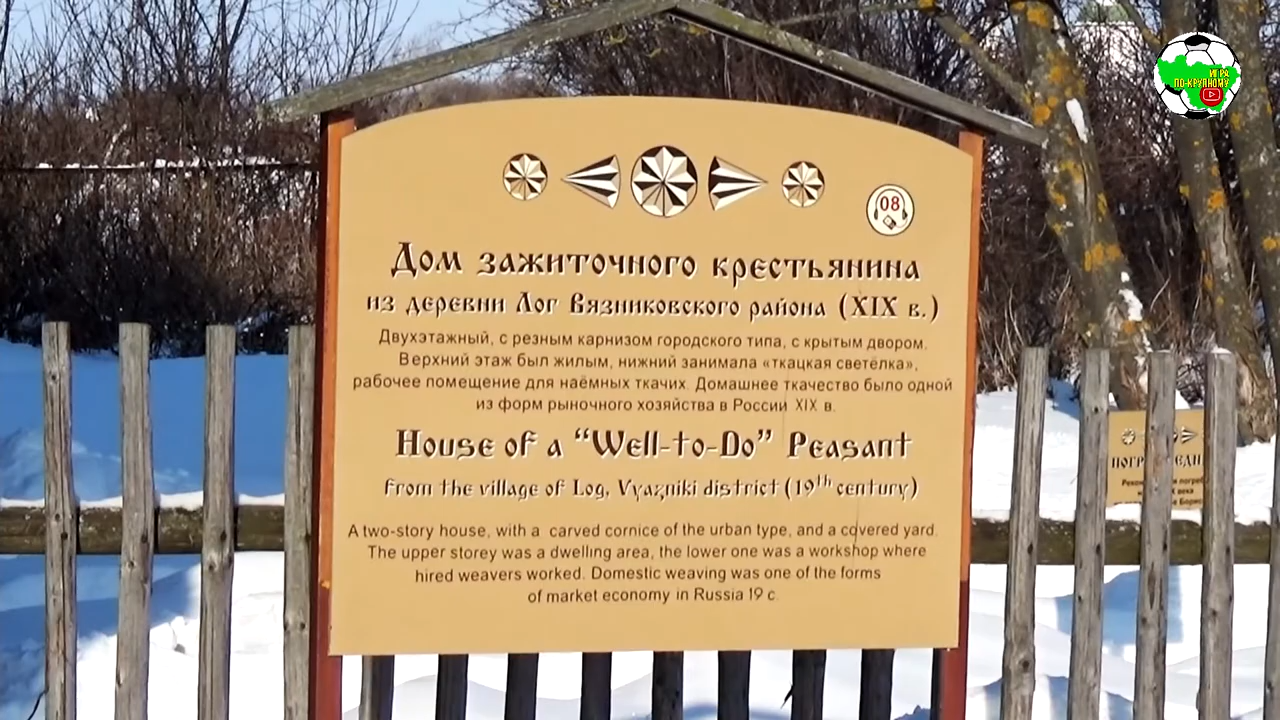 ИГРА
ПО-КРУПНОМУ
08
Дом зажиточного крестьянина
из деревни Лог Вязниковского района (XIX в.)
Двухэтажный, с резным карнизом городского типа, с крытым двором.
Верхний этаж был жилым, нижний занимала «ткацкая светёлка»,
рабочее помещение для наёмных ткачих. Домашнее ткачество было одной
из форм рыночного хозяйства в России XIX в.
House of a “Well-to-Do” Peasant
from the village of Log, Vyazniki district (19th century)
A two-story house, with a carved cornice of the urban type, and a covered yard.
The upper storey was a dwelling area, the lower one was a workshop where
hired weavers worked. Domestic weaving was one of the forms
of market economy in Russia 19 c.